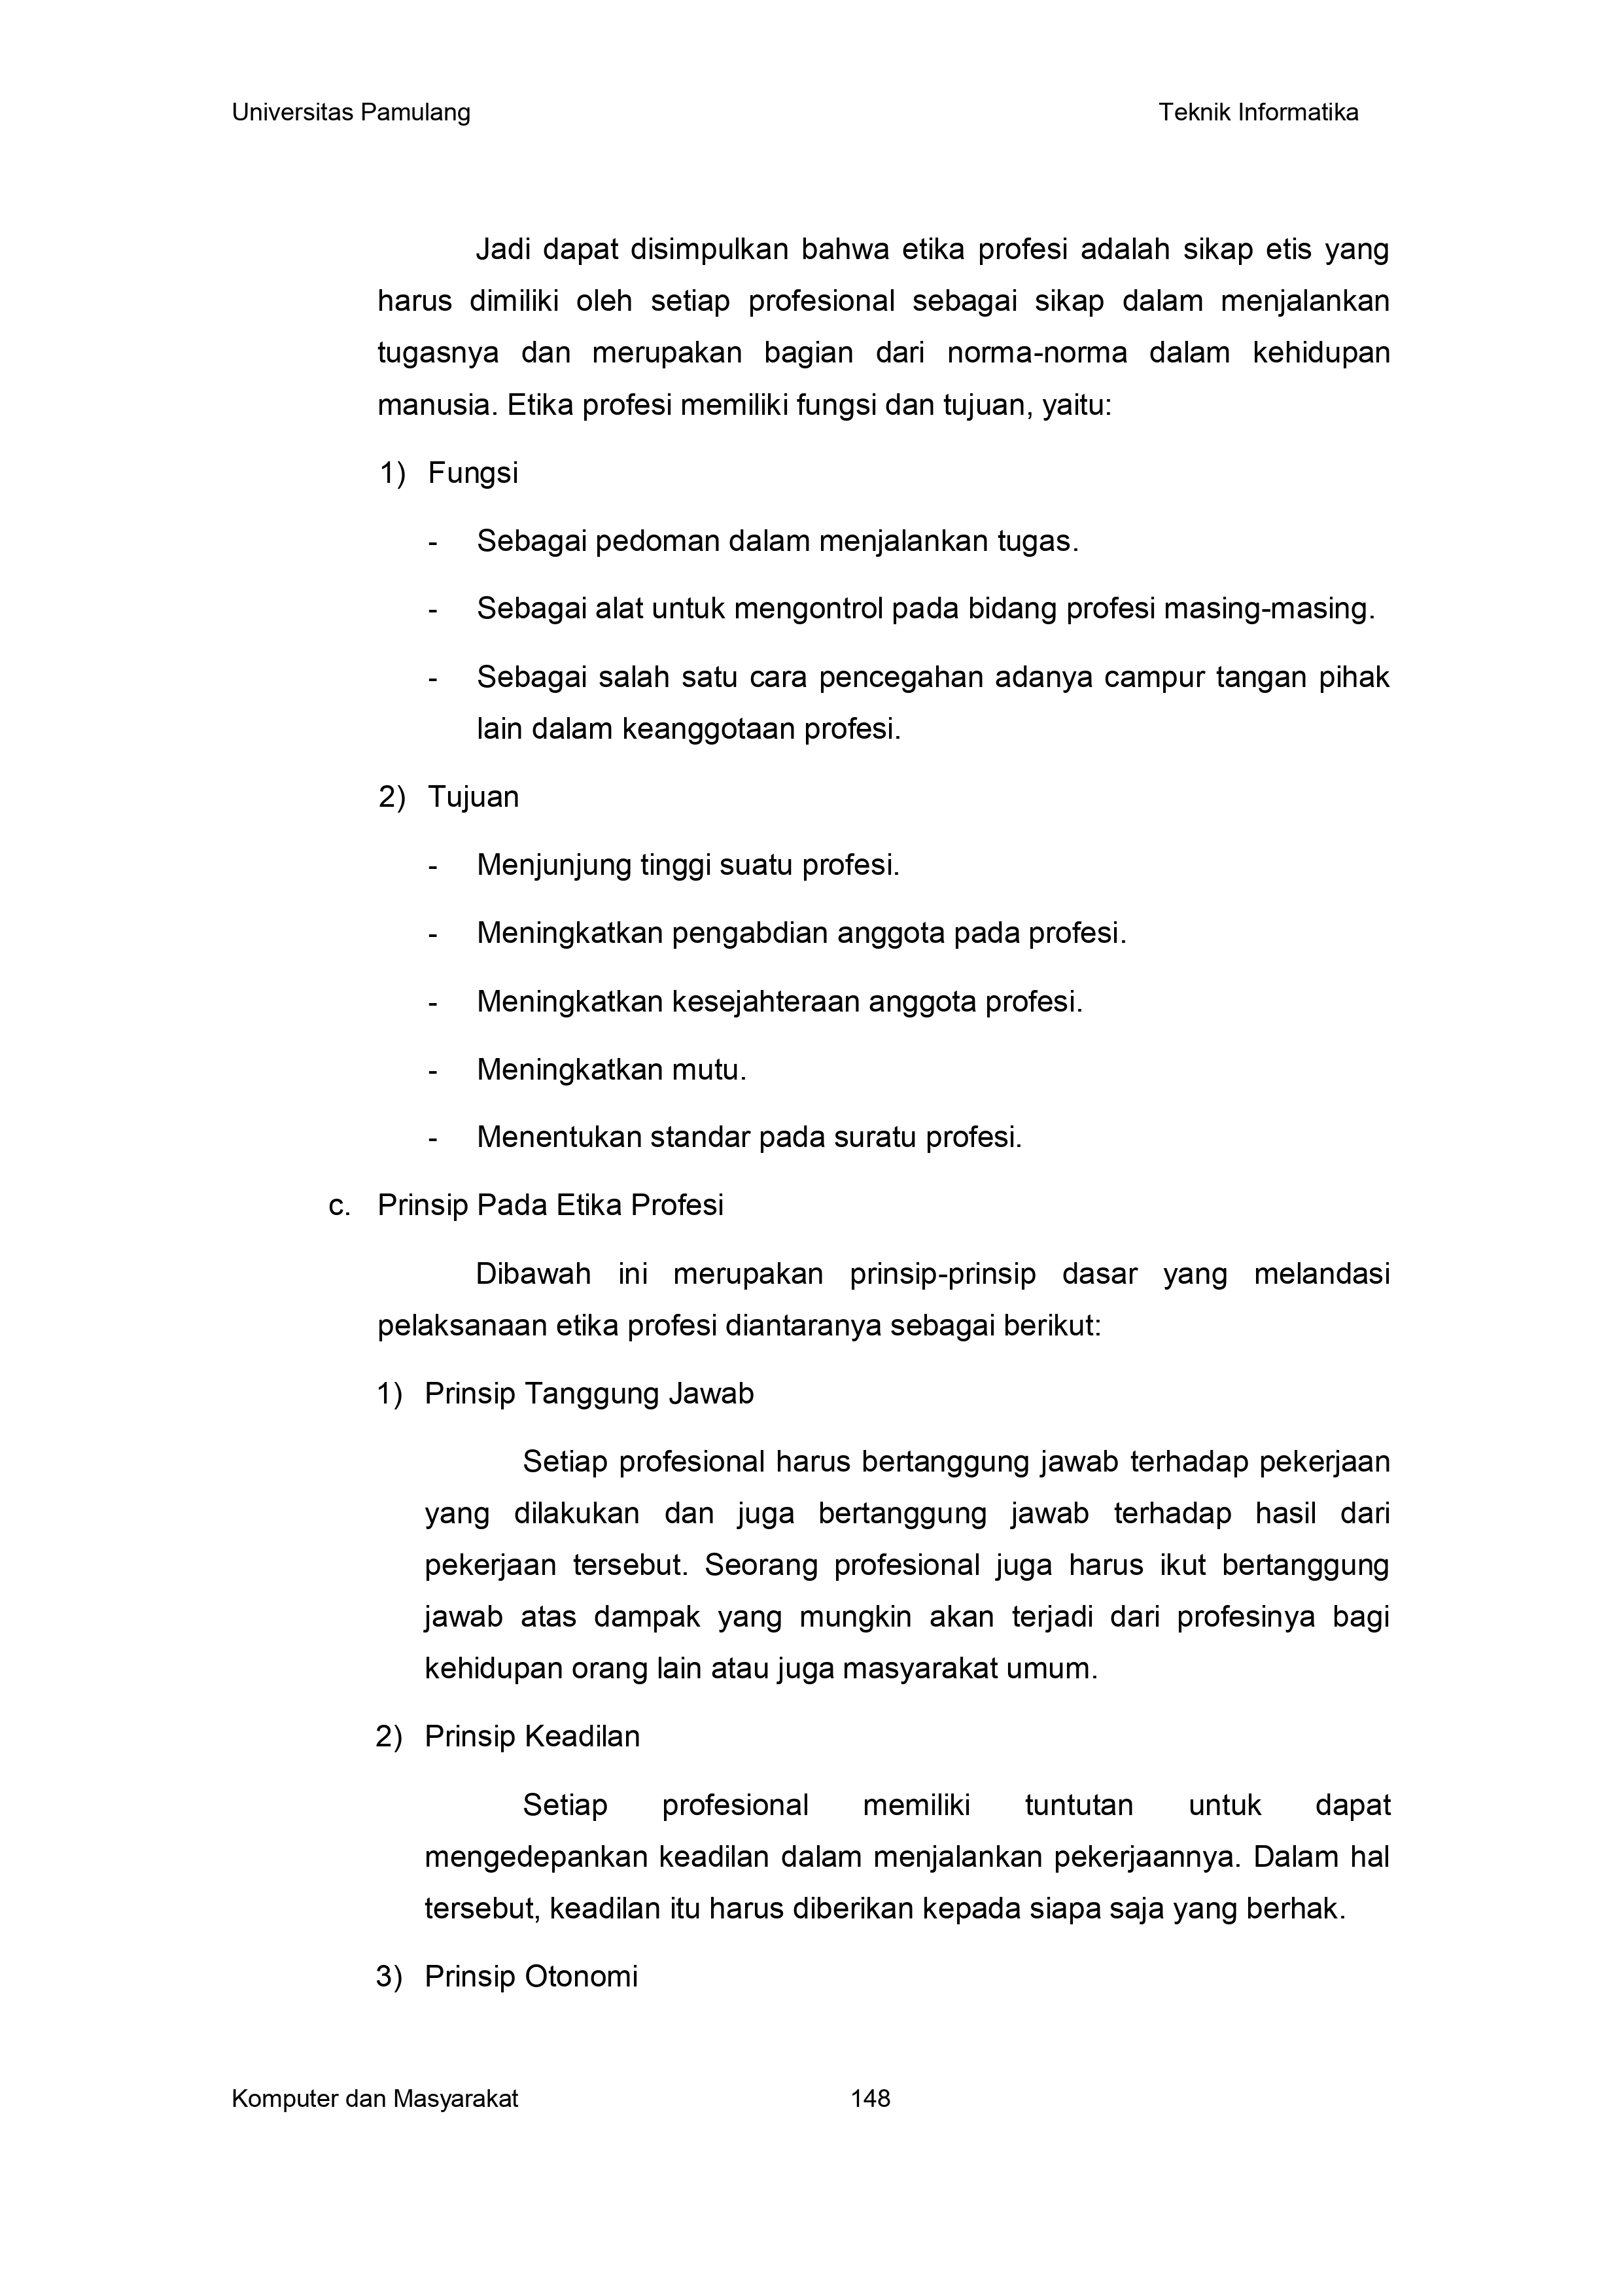 Universitas Pamulang Teknik Informatika
Jadi dapat disimpulkan bahwa etika profesi adalah sikap etis yang
harus dimiliki oleh setiap profesional sebagai sikap dalam menjalankan
tugasnya dan merupakan bagian dari norma-norma dalam kehidupan
manusia. Etika profesi memiliki fungsi dan tujuan, yaitu:
1) Fungsi
- Sebagai pedoman dalam menjalankan tugas.
- Sebagai alat untuk mengontrol pada bidang profesi masing-masing.
- Sebagai salah satu cara pencegahan adanya campur tangan pihak
lain dalam keanggotaan profesi.
2) Tujuan
- Menjunjung tinggi suatu profesi.
- Meningkatkan pengabdian anggota pada profesi.
- Meningkatkan kesejahteraan anggota profesi.
- Meningkatkan mutu.
- Menentukan standar pada suratu profesi.
c. Prinsip Pada Etika Profesi
Dibawah ini merupakan prinsip-prinsip dasar yang melandasi
pelaksanaan etika profesi diantaranya sebagai berikut:
1) Prinsip Tanggung Jawab
Setiap profesional harus bertanggung jawab terhadap pekerjaan
yang dilakukan dan juga bertanggung jawab terhadap hasil dari
pekerjaan tersebut. Seorang profesional juga harus ikut bertanggung
jawab atas dampak yang mungkin akan terjadi dari profesinya bagi
kehidupan orang lain atau juga masyarakat umum.
2) Prinsip Keadilan
Setiap profesional memiliki tuntutan untuk dapat
mengedepankan keadilan dalam menjalankan pekerjaannya. Dalam hal
tersebut, keadilan itu harus diberikan kepada siapa saja yang berhak.
3) Prinsip Otonomi
Komputer dan Masyarakat 148